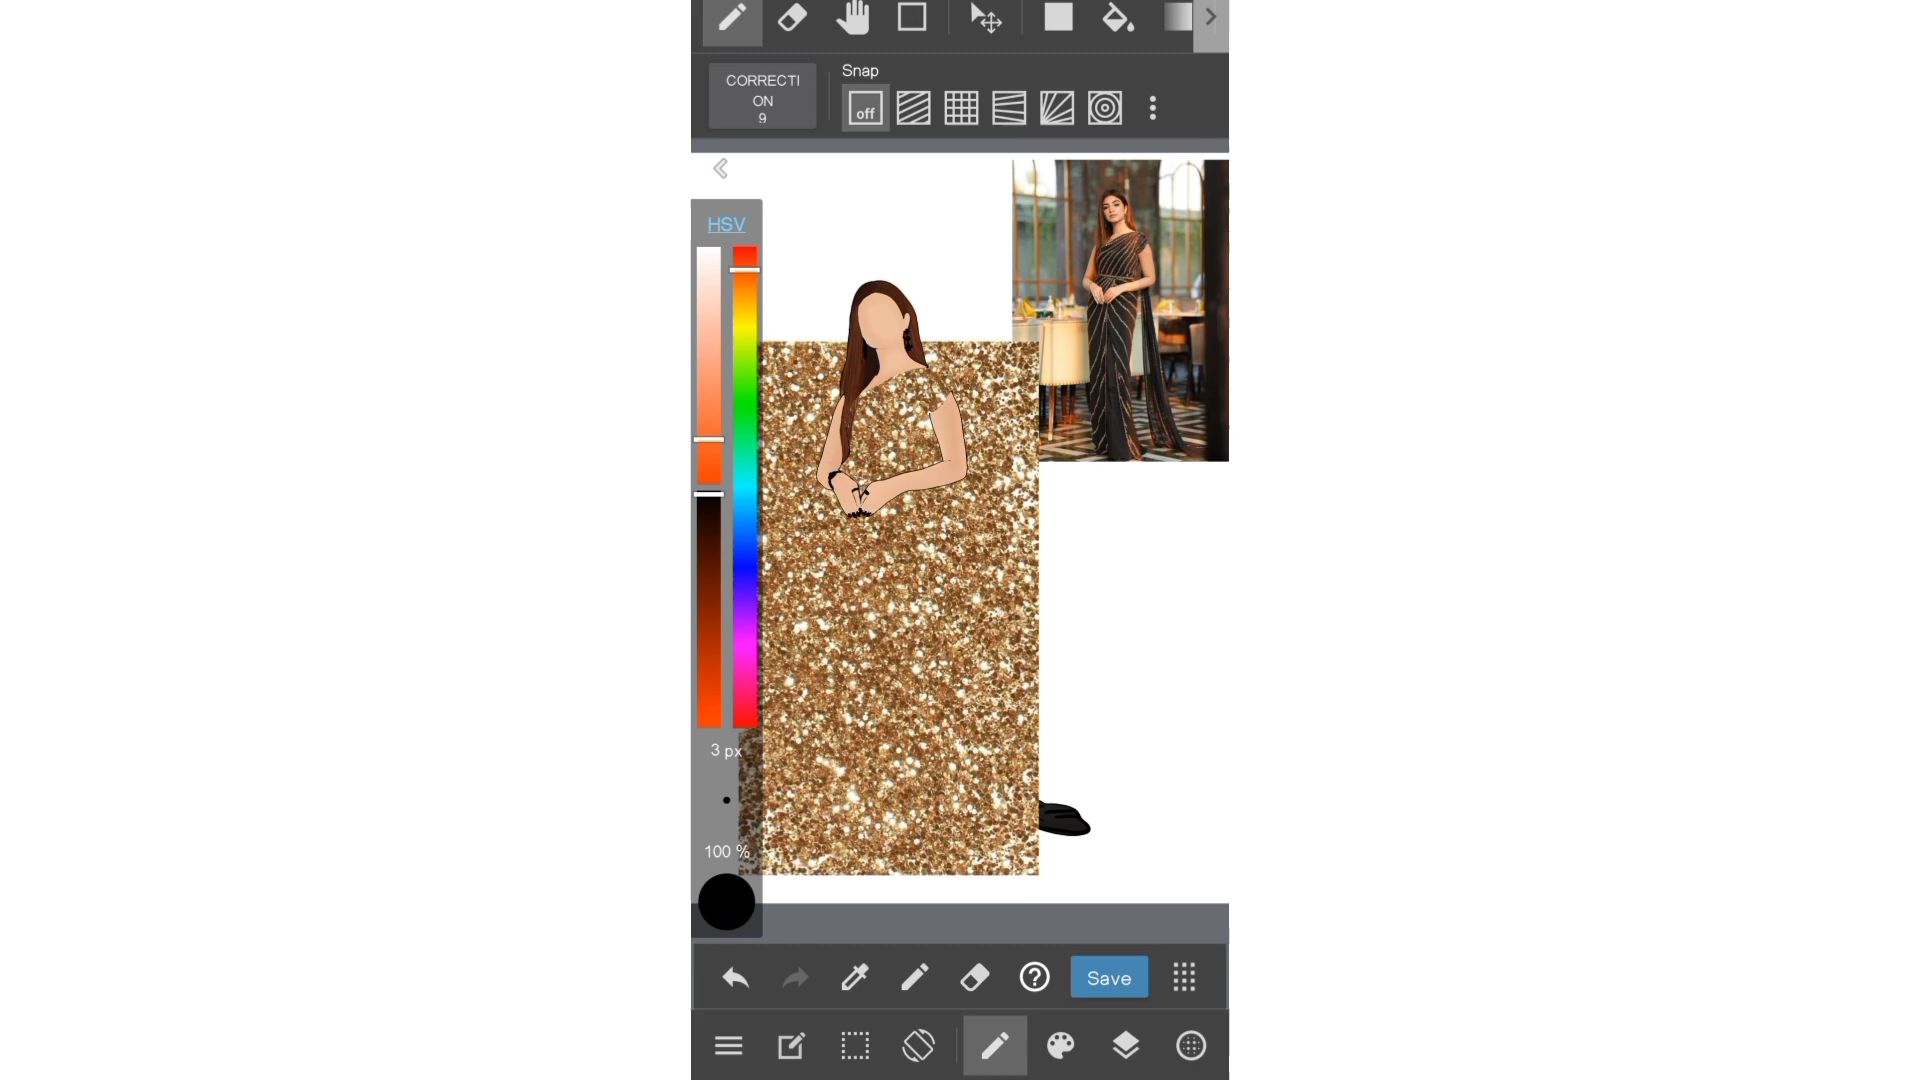 CORRECTI
ON
9
Snap
off
HSV
3 px
100 %
?
Save